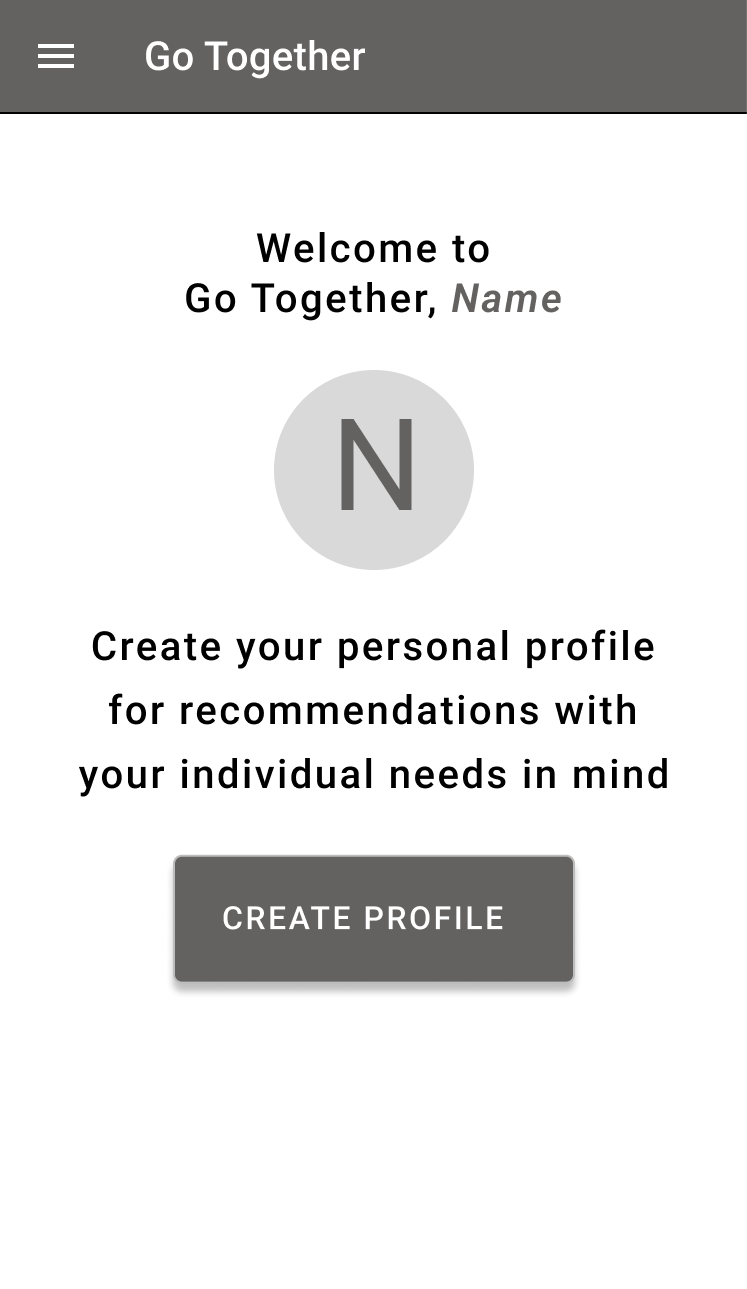 Go Together
Welcome to
Go Together, Name
N
Create your personal profile
for recommendations with
your individual needs in mind
CREATE PROFILE